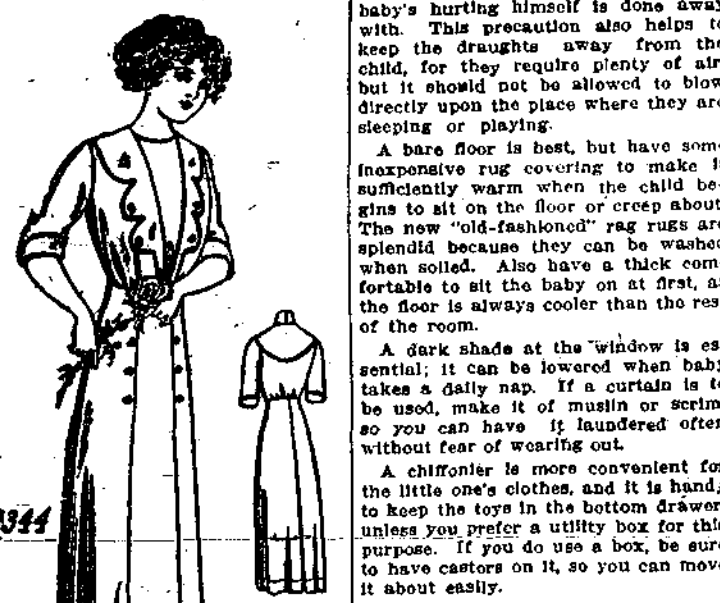 baby's hurting himself is done away
with. This precaution also helps to
keep the draughts away from the
child, for they require plenty of air
but it should not be allowed to blow
directly upon the place where they are
sleeping or playing.
A bare floor is best, but have som
inexpensive rug covering to make i
sufficiently warm when the child be-
gins to sit on the floor or creep about
The new "old-fashioned" rag rugs are
splendid because they can be washed
when soiled. Also have a thick com-
fortable to sit the baby on at first, as
the floor is always cooler than the res
of the room.
A dark shade at the window is es
sential; it can be lowered when baby
takes a daily nap. If a curtain is to
be used, make it of muslin or scrim
so you can have it laundered often
without fear of wearing out.
A chiffonier is more convenient for
the little one's clothes, and it is hand,
to keep the toys in the bottom drawer
unless you prefer a utility box for this
purpose. If you do use a box, be sure
to have castors on it, so you can move
it about easily.
344